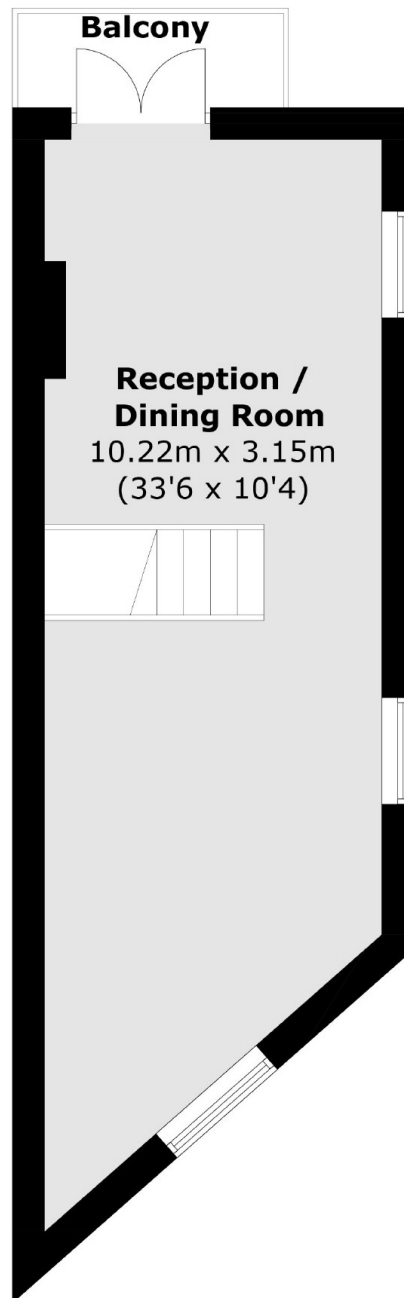 Balcony
Reception /
Dining Room
10.22m x 3.15m
(33'6 x 10'4)